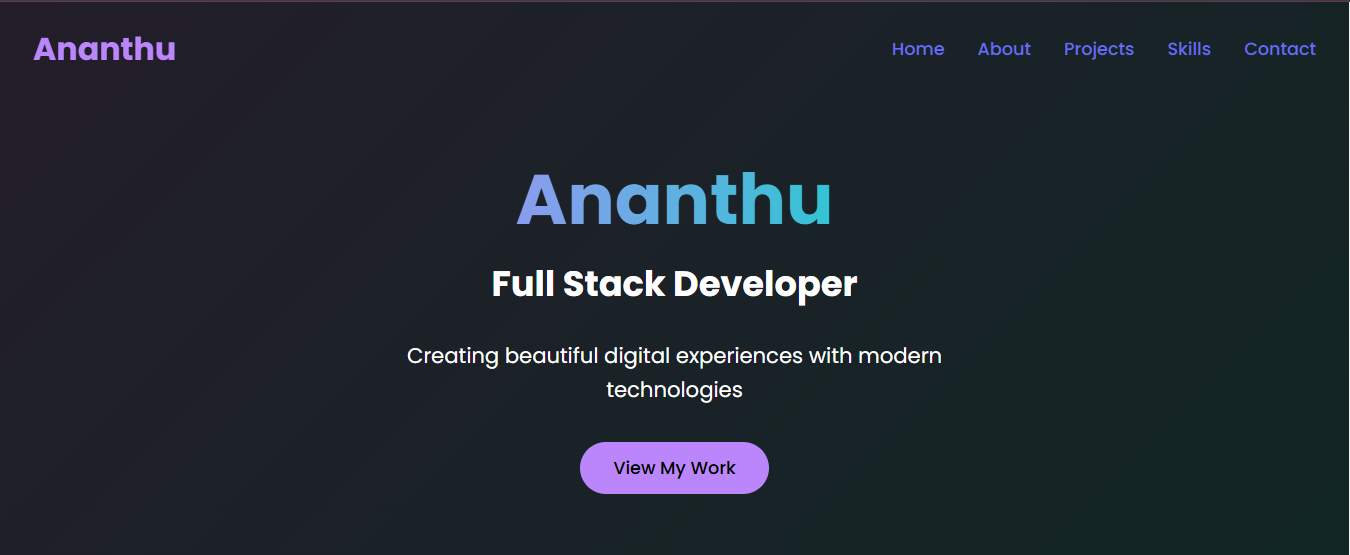 Ananthu
Home About Projects Skills Contact
Ananthu
Full Stack Developer
Creating beautiful digital experiences with modern
technologies
View My Work